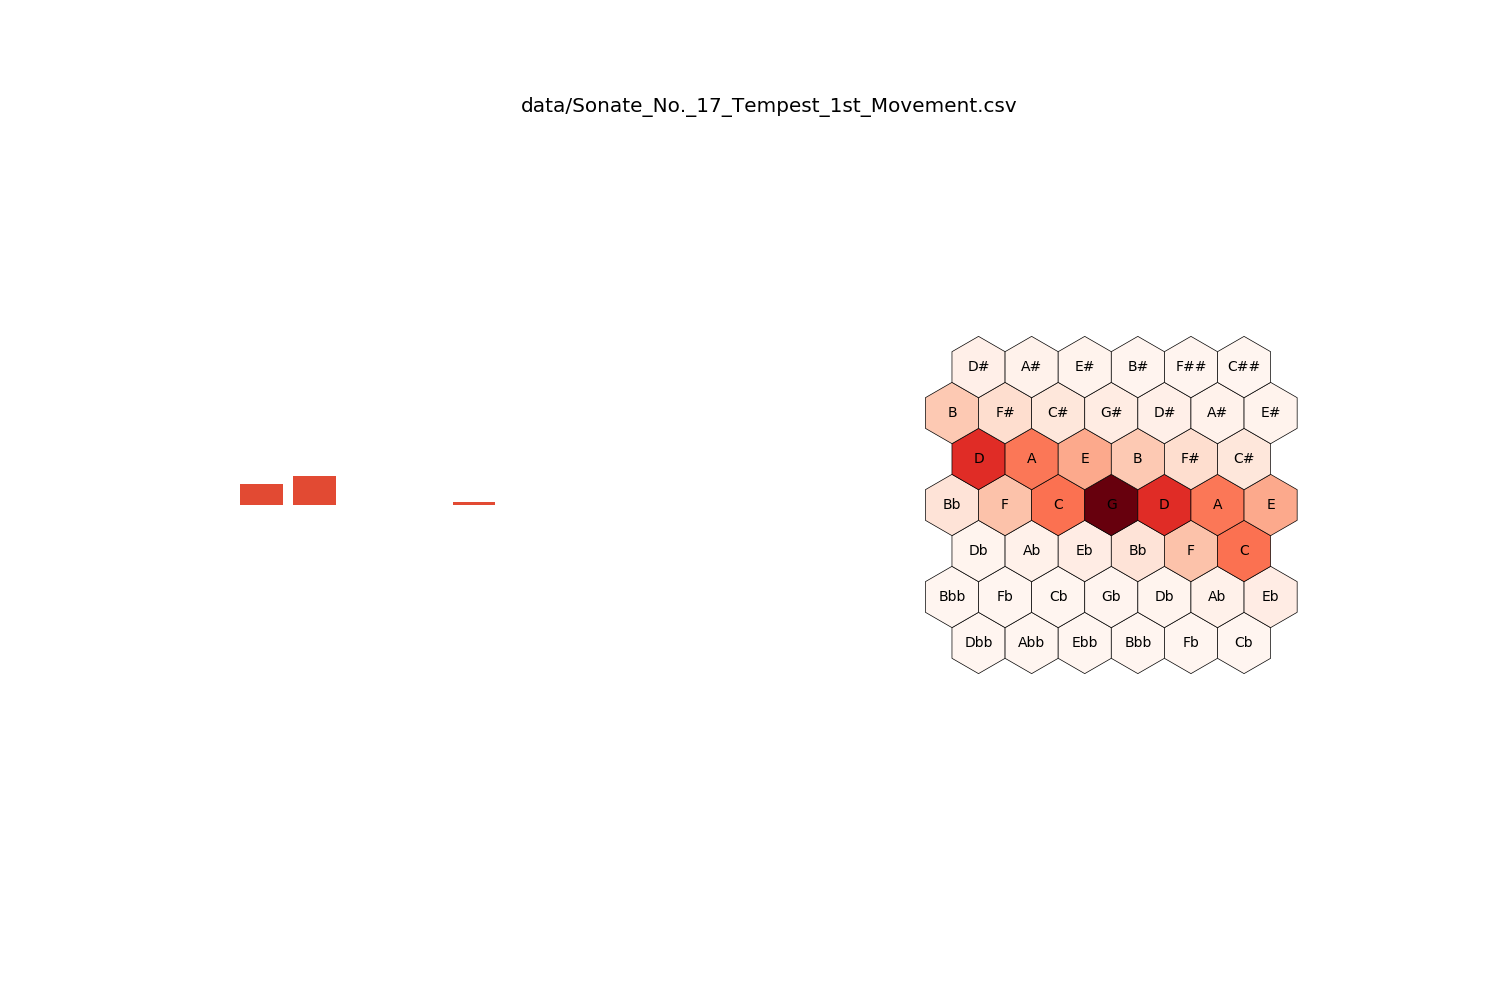 data/Sonate_No._17_Tempest_1st_Movement.csv
D# A# E# B# F## C##
B F# C# G# D# A# E#
D A E B F# C#
Bb F C G D A E
Db Ab Eb Bb F C
Bbb Fb Cb Gb Db Ab Eb
Dbb Abb Ebb Bbb Fb Cb